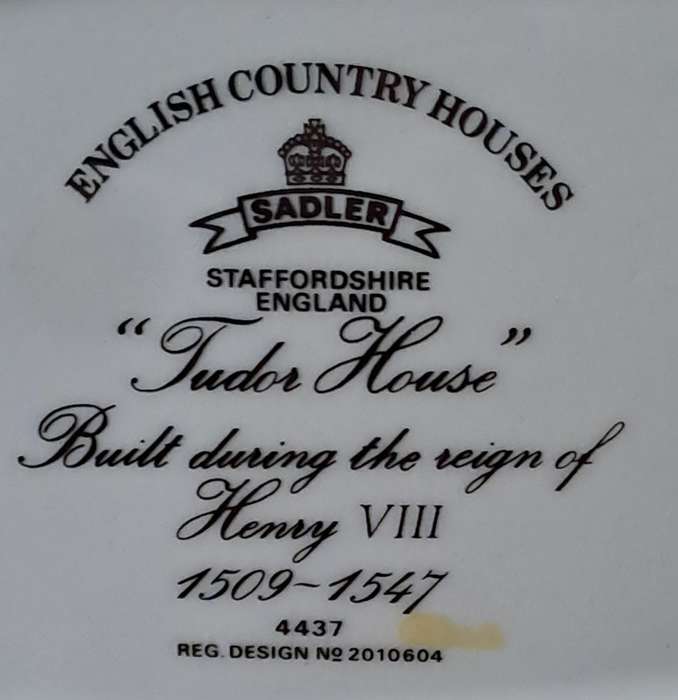 ENGLISH COUNTRY HOUSES
SADLER
STAFFORDSHIRE
ENGLAND
"Tudor House"
Built during the reign of
Henry VIII
1509-1547
4437
REG. DESIGN Nº 2010604